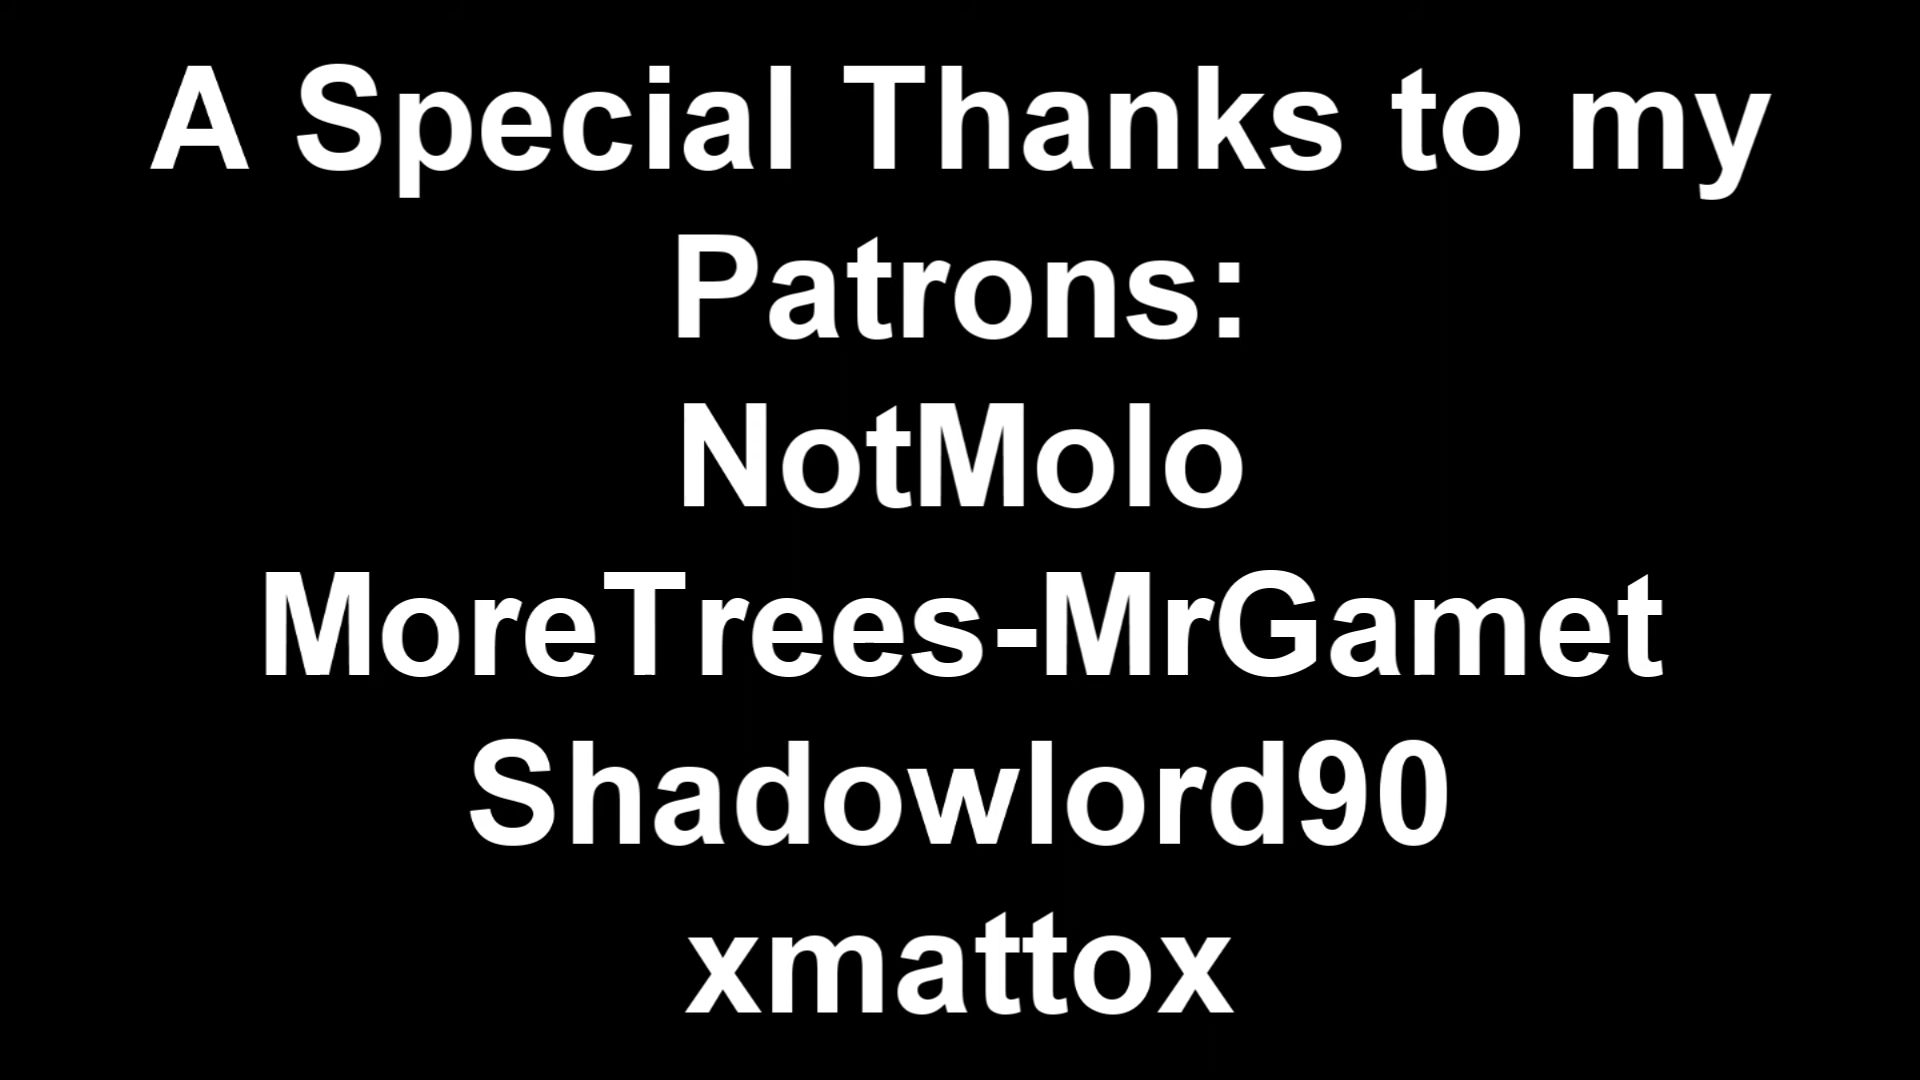 A Special Thanks to my
Patrons:
NotMolo
MoreTrees-MrGamet
Shadowlord90
xmattox